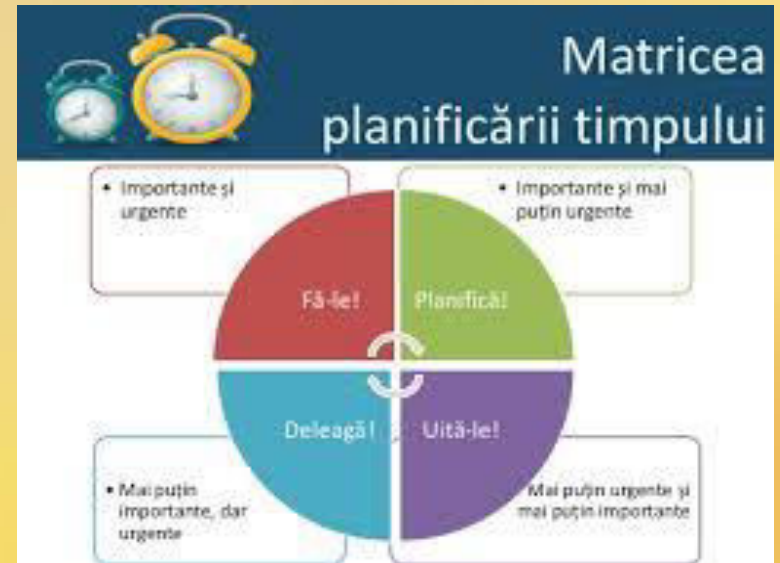 Matricea
planificării timpului
• Importante și
urgente
• Importante și mai
puțin urgente
Fă-le!
Planifică!
Deleagă!
Uită-le!
• Mai puțin
importante, dar
urgente
Mai puțin urgente și
mai puțin importante